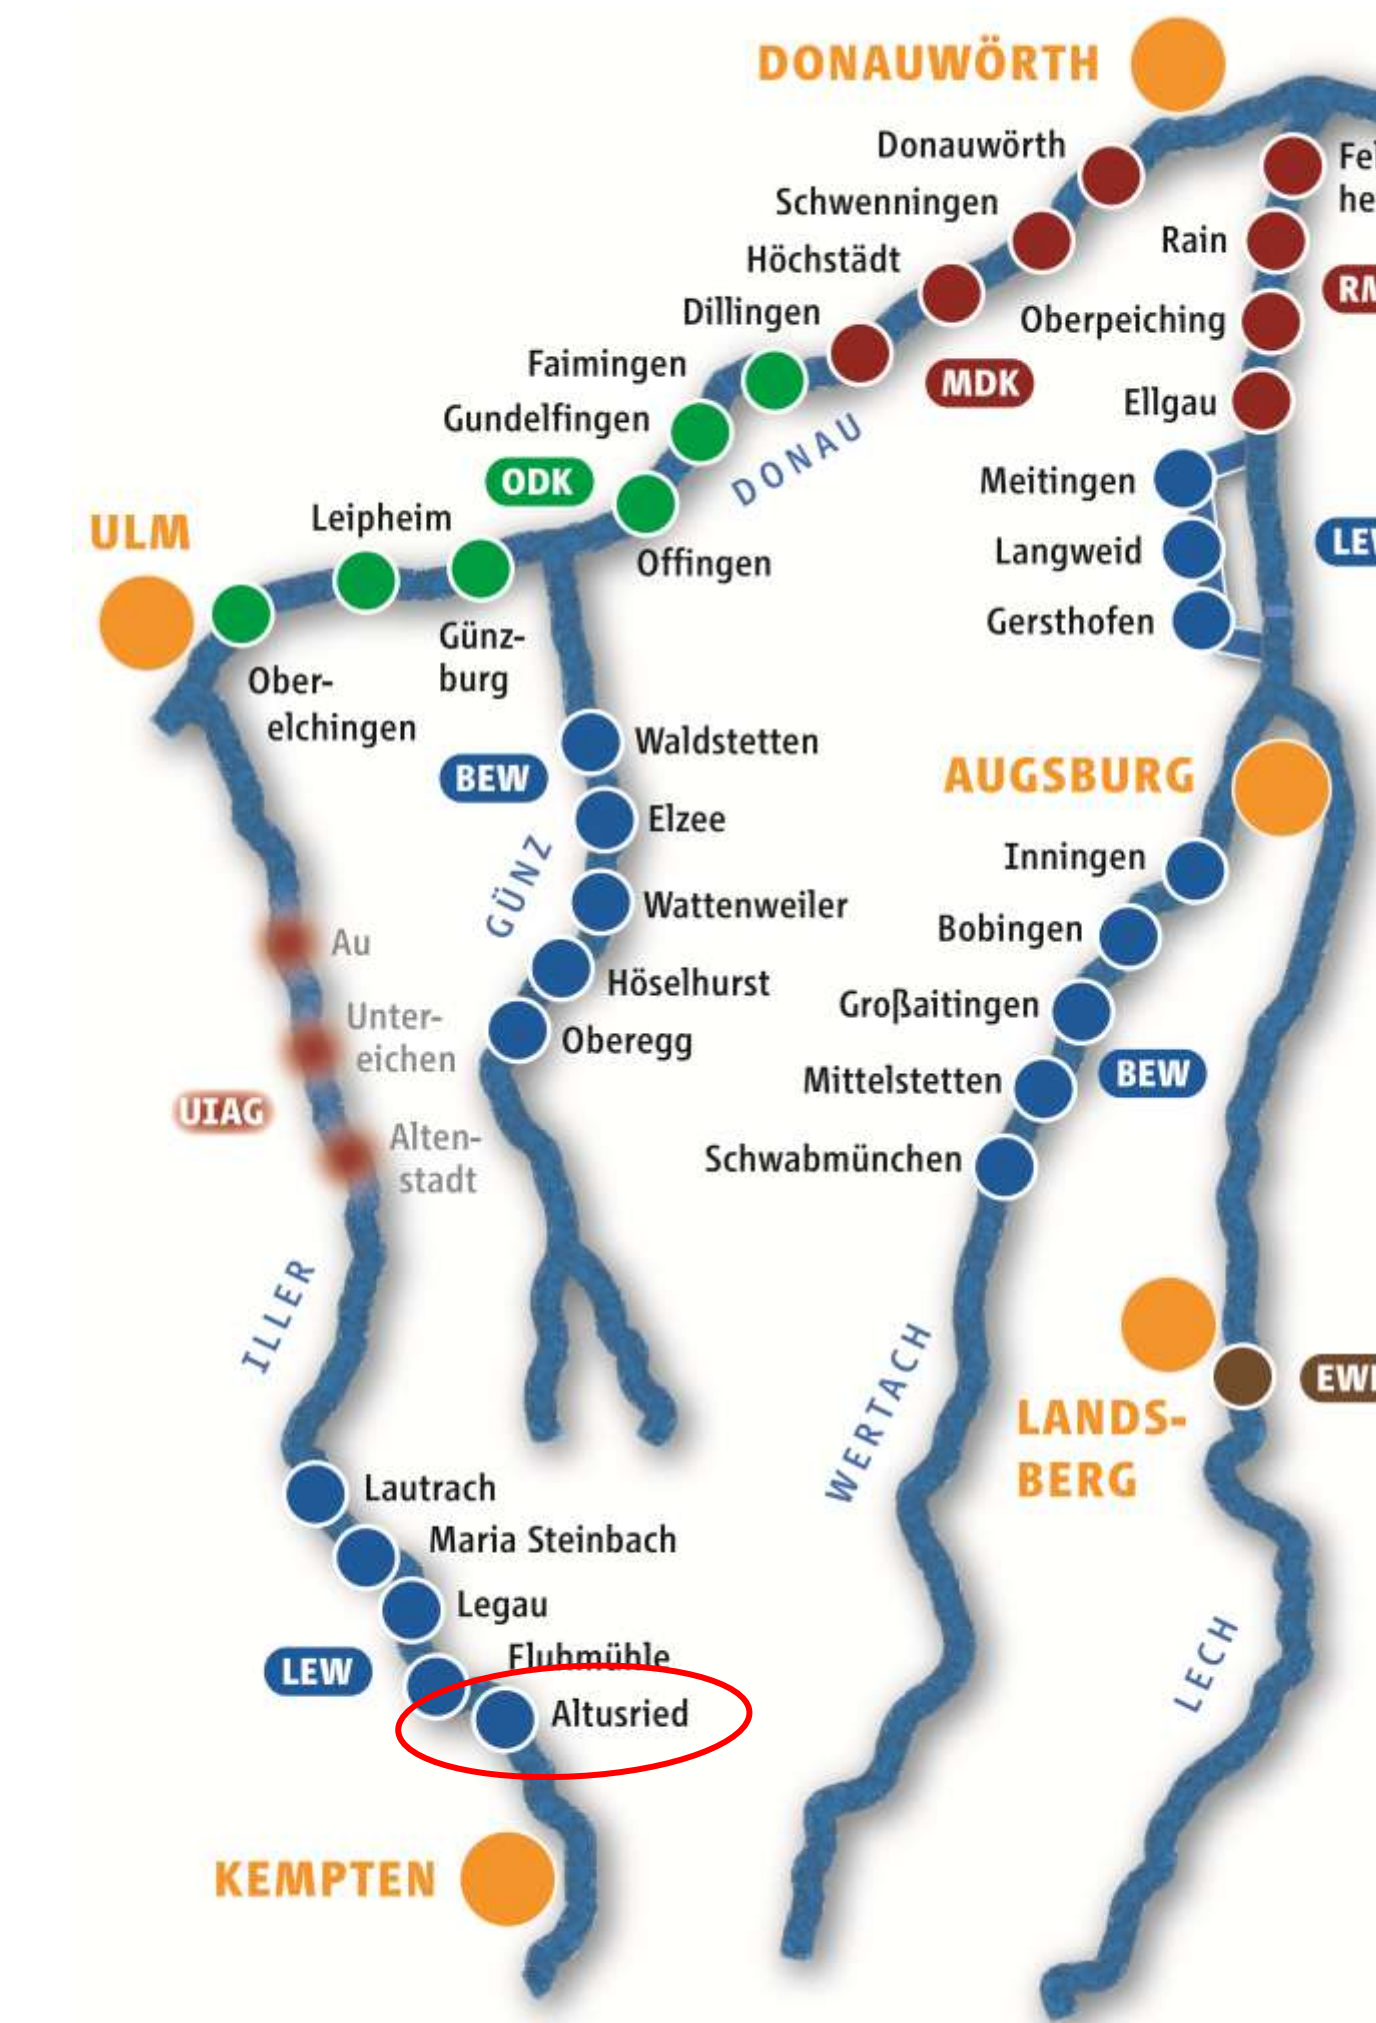 DONAUWÖRTH
Donauwörth
Schwenningen
Höchstädt
Dillingen
Faimingen
Gundelfingen
ODK
MDK
DONAU
ULM
Leipheim
Offingen
Günz-
burg
Ober-
elchingen
Rain
Oberpeiching
Ellgau
Meitingen
Langweid
Gersthofen
BEW
Waldstetten
Elzee
Wattenweiler
Höselhurst
Oberegg
GÜNZ
AUGSBURG
Inningen
Bobingen
Großaitingen
Mittelstetten
BEW
Schwabmünchen
Au
Unter-
eichen
UIAG
Alten-
stadt
ILLER
WERTACH
LANDS-
BERG
LECH
Lautrach
Maria Steinbach
Legau
Fluhmühle
LEW
Altusried
KEMPTEN